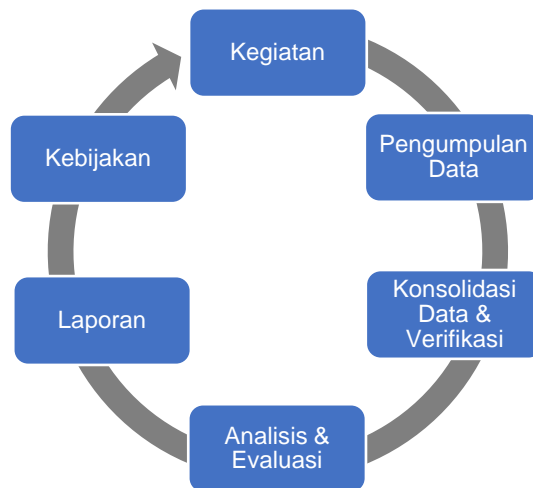 Kegiatan
Pengumpulan
Data
Konsolidasi
Data &
Verifikasi
Analisis &
Evaluasi
Laporan
Kebijakan